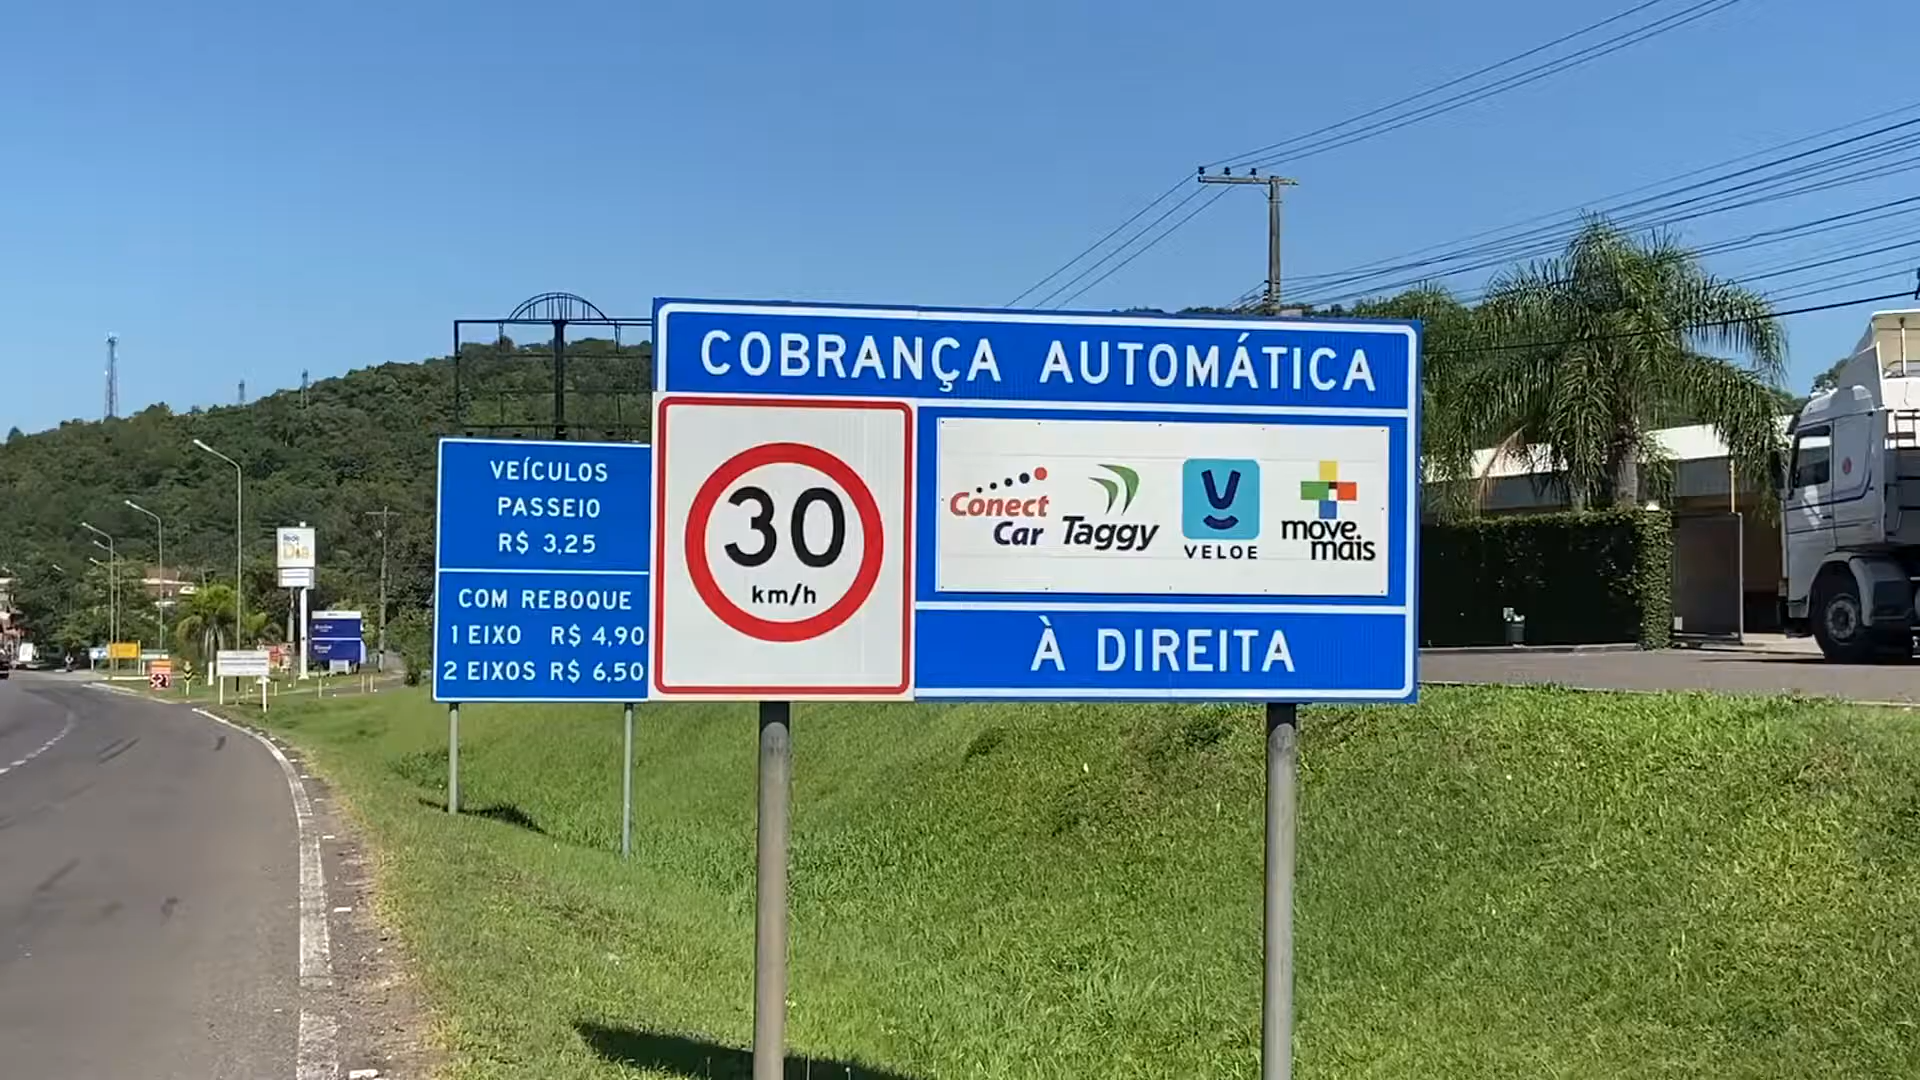 COBRANÇA AUTOMÁTICA
30
km/h
Conect
Car
Taggy
VELOE
move
mais
À DIREITA
VEÍCULOS
PASSEIO
R$ 3,25
COM REBOQUE
1 EIXO R$ 4,90
2 EIXOS R$ 6,50